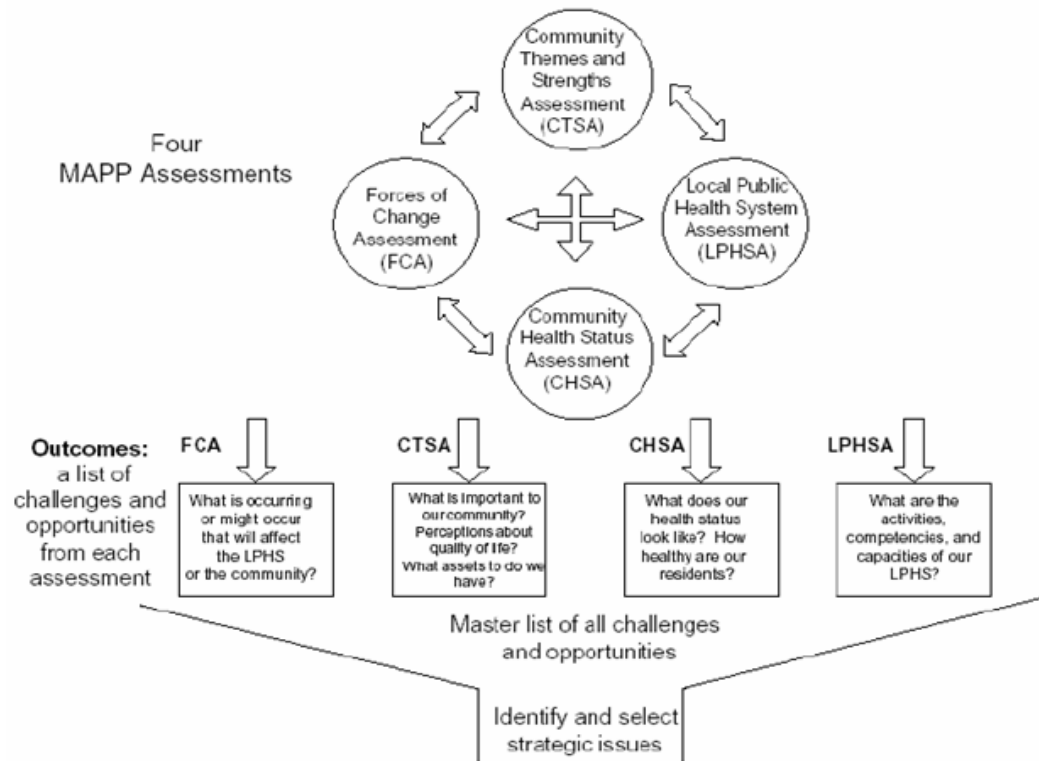 Community
Themes and
Strengths
Assessment
(CTSA)
Four
MAPP Assessments
Forces of
Change
Assessment
(FCA)
Local Public
Health System
Assessment
(LPHSA)
Community
Health Status
Assessment
(CHSA)
Outcomes:
a list of
challenges and
opportunities
from each
assessment
FCA
What is occurring
or might occur
that will affect
the LPHS
or the community?
CTSA
What is important to
our community?
Perceptions about
quality of life?
What assets to do we
have?
CHSA
What does our
health status
look like? How
healthy are our
residents?
LPHSA
What are the
activities,
competencies, and
capacities of our
LPHS?
Master list of all challenges
and opportunities
Identify and select
strategic issues